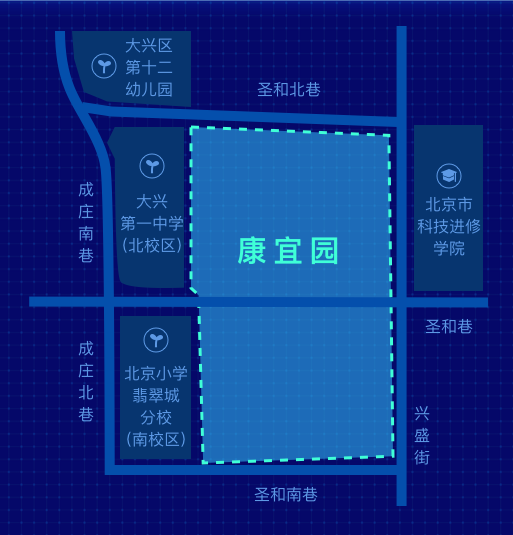 大兴区
第十二
幼儿园
圣和北巷
大兴
第一中学
(北校区)
成
庄
南
巷
康宜园
北京市
科技进修
学院
圣和巷
北京小学
翡翠城
分校
(南校区)
成
庄
北
巷
兴
盛
街
圣和南巷